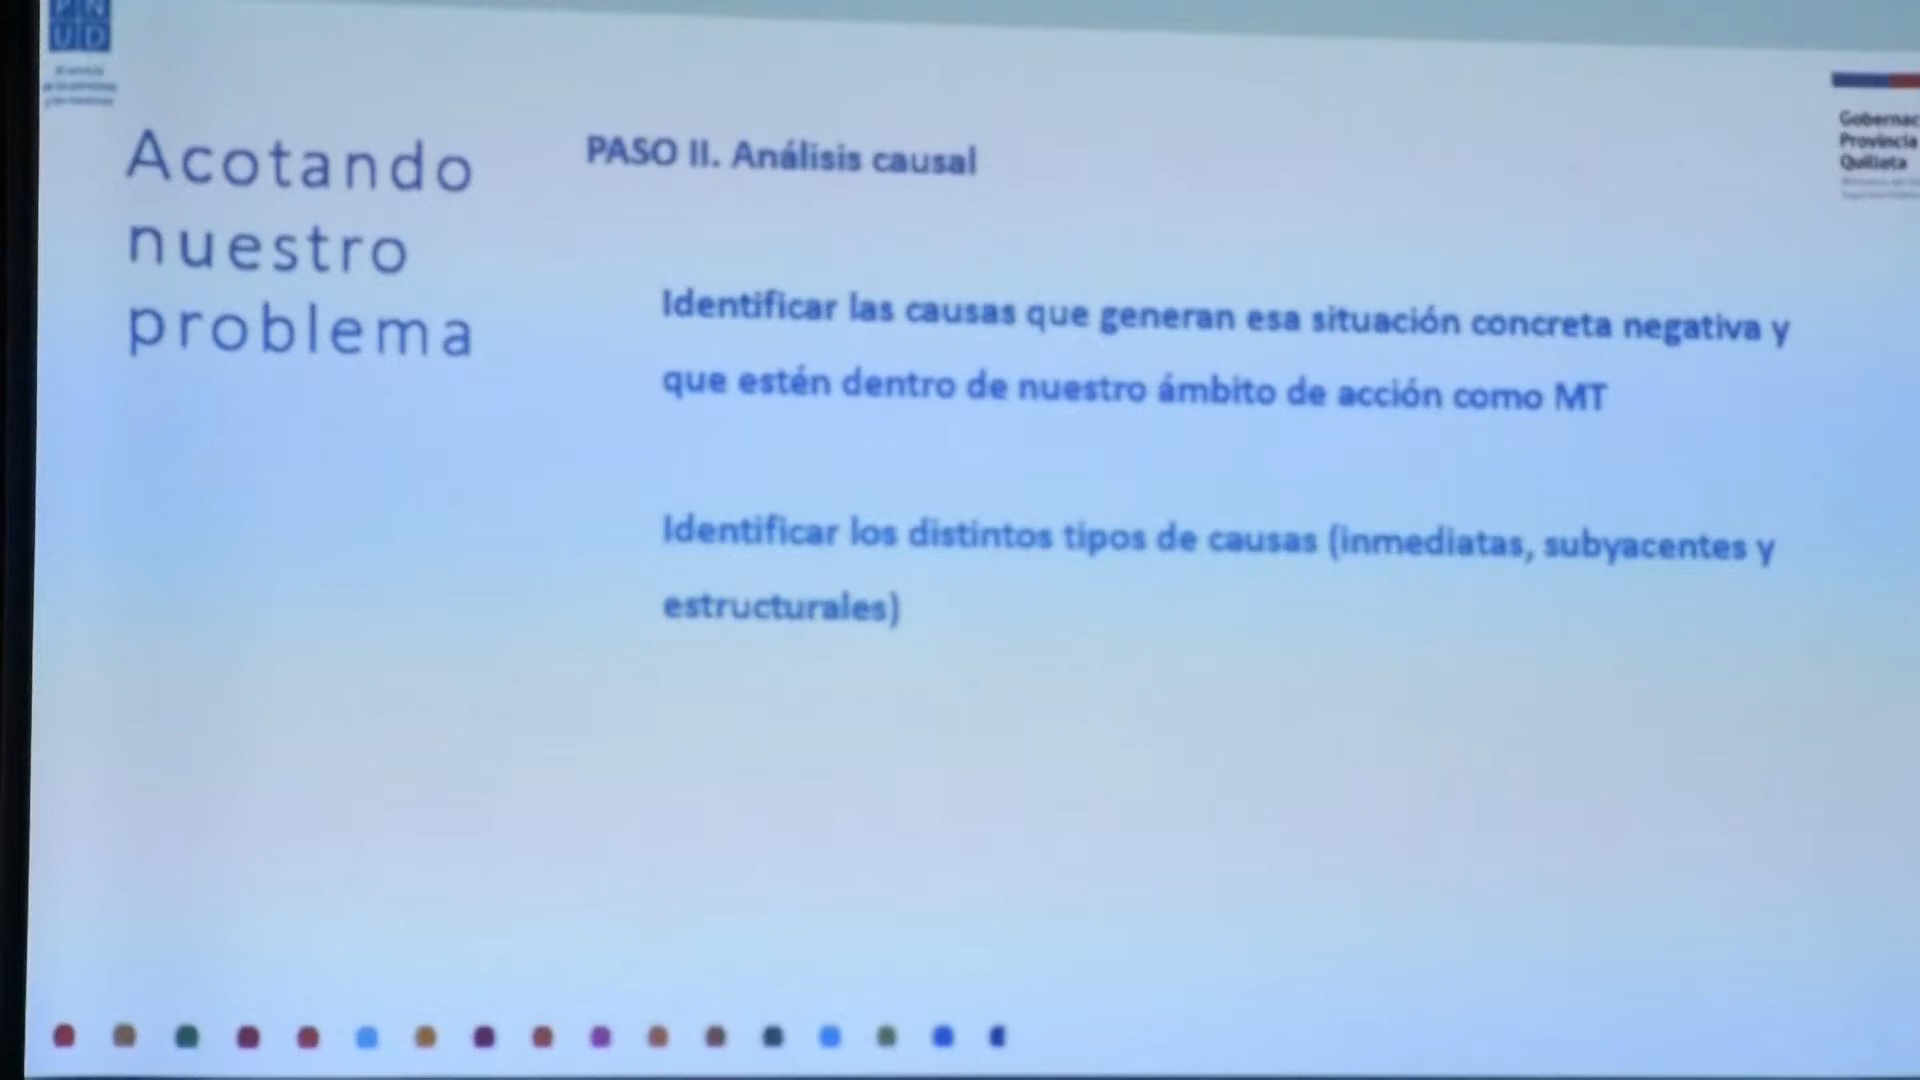 PN
UD
Acotando
nuestro
problema
PASO II. Análisis causal
Identificar las causas que generan esa situación concreta negativa y
que estén dentro de nuestro ámbito de acción como MT
Identificar los distintos tipos de causas (inmediatas, subyacentes y
estructurales)
Gobernac
Provincia
Quillota